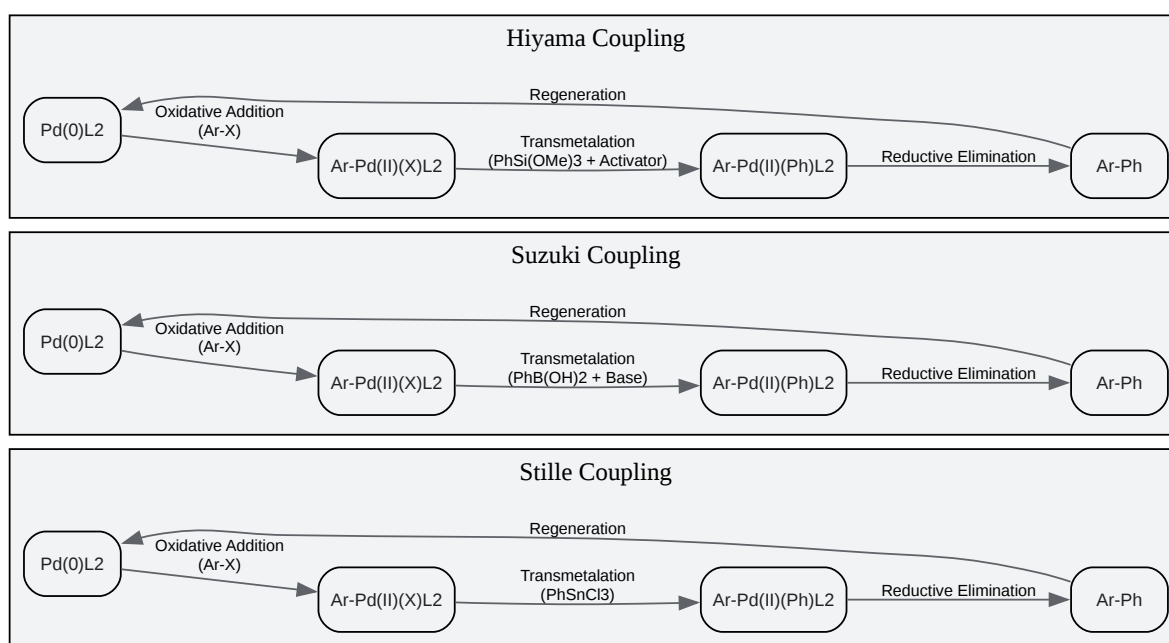 Hiyama Coupling
Regeneration
Oxidative Addition
(Ar-X)
Pd(0)L2
Transmetalation
(PhSi(OMe)3 + Activator)
Reductive Elimination
Ar-Pd(II)(X)L2
Ar-Pd(II)(Ph)L2
Ar-Ph
Suzuki Coupling
Regeneration
Oxidative Addition
(Ar-X)
Pd(0)L2
Transmetalation
(PhB(OH)2 + Base)
Reductive Elimination
Ar-Pd(II)(X)L2
Ar-Pd(II)(Ph)L2
Ar-Ph
Stille Coupling
Regeneration
Oxidative Addition
(Ar-X)
Pd(0)L2
Transmetalation
(PhSnCl3)
Reductive Elimination
Ar-Pd(II)(X)L2
Ar-Pd(II)(Ph)L2
Ar-Ph